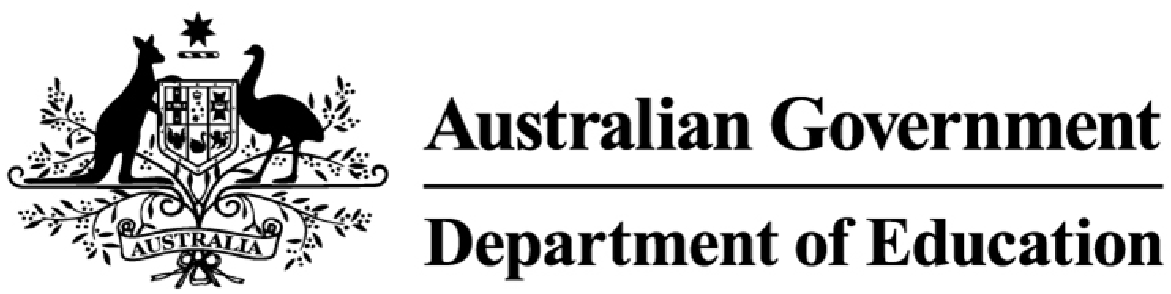 Australian Government
Department of Education
AUSTRALIA